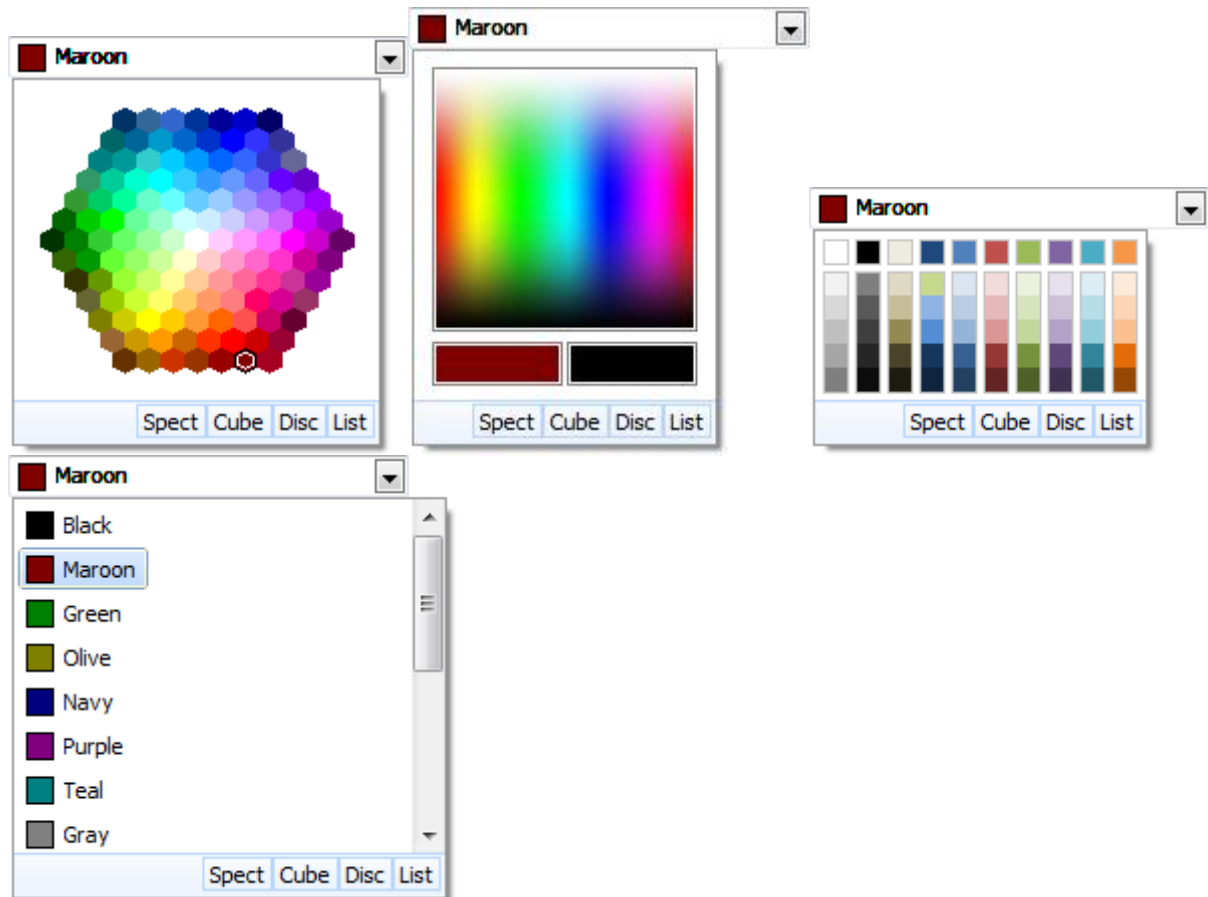 Maroon
Spect Cube Disc List
Maroon
Spect Cube Disc List
Maroon
Spect Cube Disc List
Maroon
Black
Maroon
Green
Olive
Navy
Purple
Teal
Gray
Spect Cube Disc List